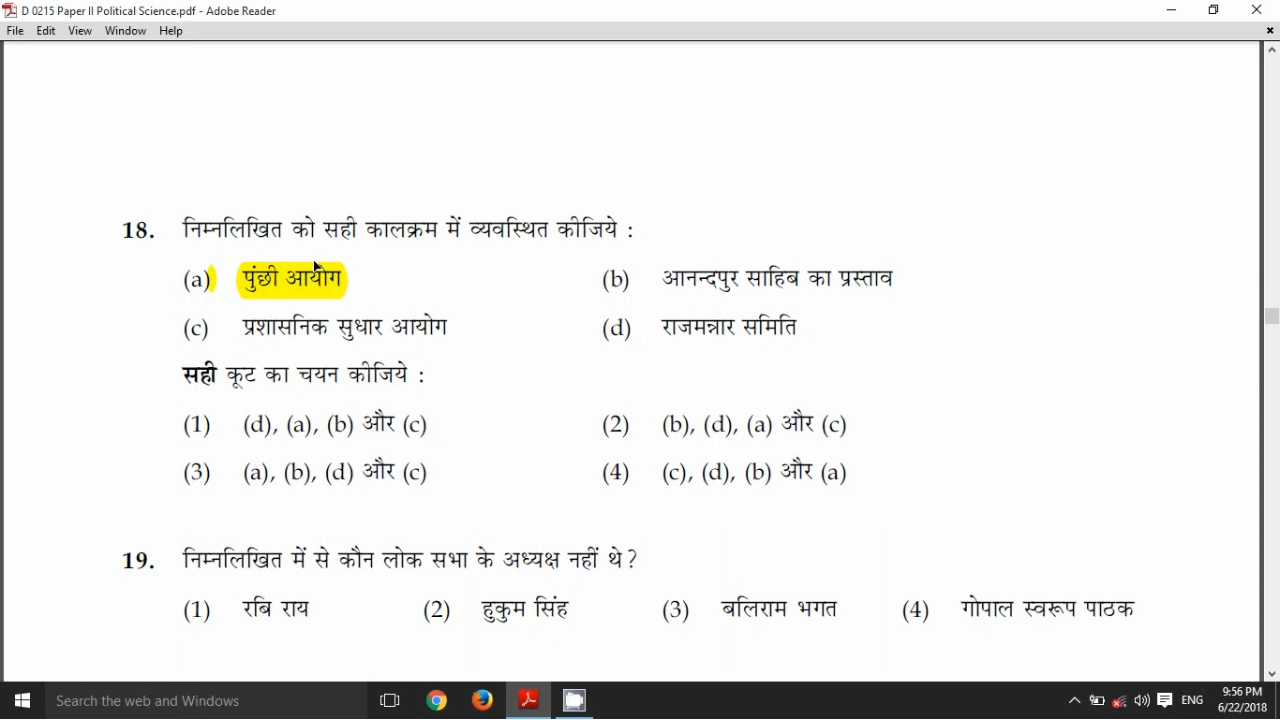 D 0215 Paper II Political Science.pdf - Adobe Reader
File Edit View Window Help
18. निम्नलिखित को सही कालक्रम में व्यवस्थित कीजिये :
(a) पुंछी आयोग (b) आनन्दपुर साहिब का प्रस्ताव
(c) प्रशासनिक सुधार आयोग (d) राजमन्नार समिति
सही कूट का चयन कीजिये :
(1) (d), (a), (b) और (c) (2) (b), (d), (a) और (c)
(3) (a), (b), (d) और (c) (4) (c), (d), (b) और (a)
19. निम्नलिखित में से कौन लोक सभा के अध्यक्ष नहीं थे ?
(1) रबि राय (2) हुकुम सिंह (3) बलिराम भगत (4) गोपाल स्वरूप पाठक
Search the web and Windows ENG 9:56 PM
6/22/2018